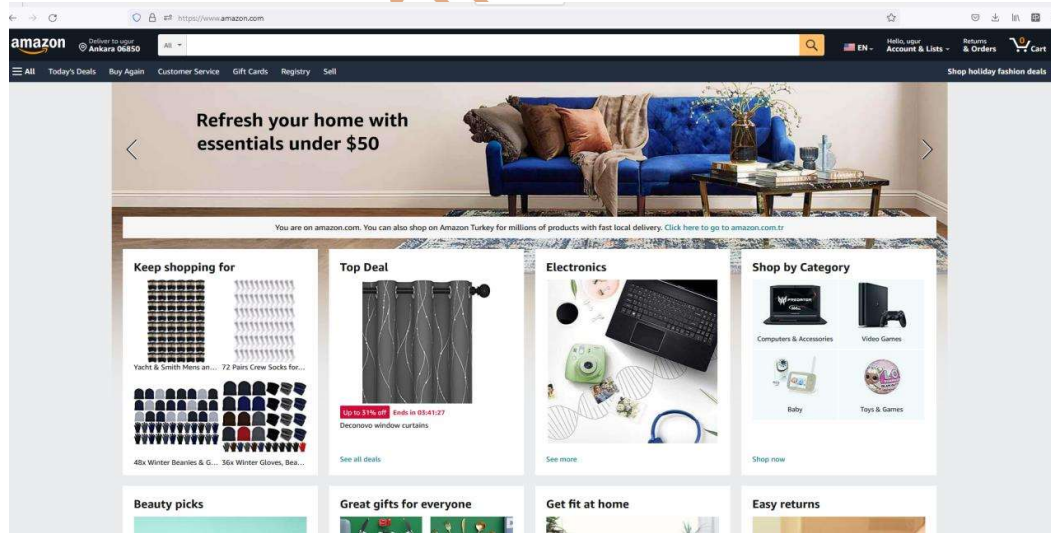 https://www.amazon.com
amazon
Deliver to ugur
Ankara 06850
All
EN
Hello, ugur
Account & Lists
Returns
& Orders
0
Cart
All Today's Deals Buy Again Customer Service Gift Cards Registry Sell
Shop holiday fashion deals
Refresh your home with
essentials under $50
You are on amazon.com. You can also shop on Amazon Turkey for millions of products with fast local delivery. Click here to go to amazon.com.tr
Keep shopping for
Yacht & Smith Mens an... 72 Pairs Crew Socks for...
48x Winter Beanies & G... 36x Winter Gloves, Bea...
Top Deal
Up to 31% off Ends in 03:41:27
Deconovo window curtains
See all deals
Electronics
See more
Shop by Category
PREDATOR
Computers & Accessories Video Games
Baby Toys & Games
Shop now
Beauty picks
Great gifts for everyone
Get fit at home
Easy returns